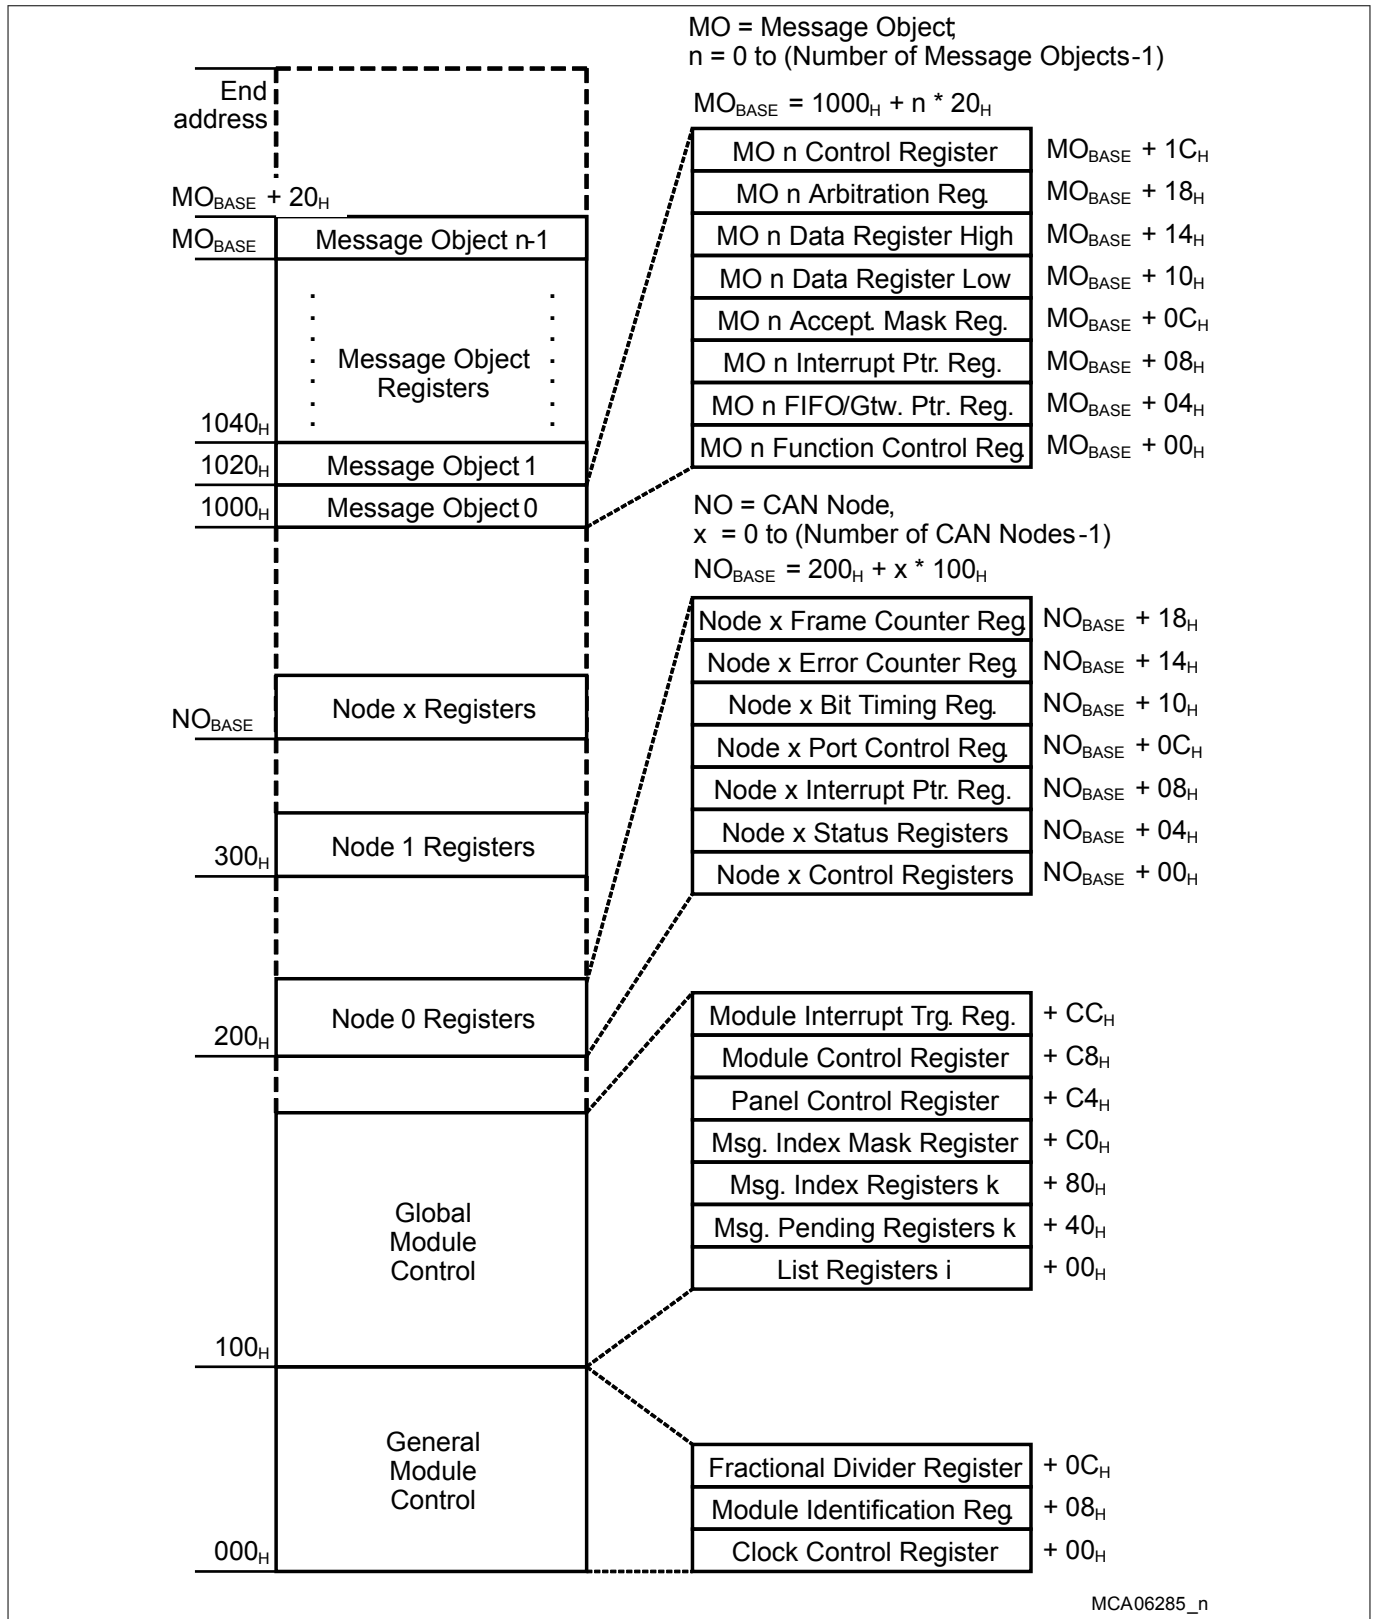 MO = Message Object,
n = 0 to (Number of Message Objects-1)
MOBASE = 1000H + n * 20H
End
address
MOBASE + 20H
MOBASE
Message Object n-1
Message Object
Registers
1040H
1020H
Message Object 1
1000H
Message Object 0
MO n Control Register MOBASE + 1CH
MO n Arbitration Reg. MOBASE + 18H
MO n Data Register High MOBASE + 14H
MO n Data Register Low MOBASE + 10H
MO n Accept. Mask Reg. MOBASE + 0CH
MO n Interrupt Ptr. Reg. MOBASE + 08H
MO n FIFO/Gtw. Ptr. Reg. MOBASE + 04H
MO n Function Control Reg. MOBASE + 00H
NO = CAN Node,
x = 0 to (Number of CAN Nodes-1)
NOBASE = 200H + x * 100H
NOBASE
Node x Registers
300H
Node 1 Registers
200H
Node 0 Registers
Node x Frame Counter Reg. NOBASE + 18H
Node x Error Counter Reg. NOBASE + 14H
Node x Bit Timing Reg. NOBASE + 10H
Node x Port Control Reg. NOBASE + 0CH
Node x Interrupt Ptr. Reg. NOBASE + 08H
Node x Status Registers NOBASE + 04H
Node x Control Registers NOBASE + 00H
Global
Module
Control
100H
Module Interrupt Trg. Reg. + CCH
Module Control Register + C8H
Panel Control Register + C4H
Msg. Index Mask Register + C0H
Msg. Index Registers k + 80H
Msg. Pending Registers k + 40H
List Registers i + 00H
General
Module
Control
000H
Fractional Divider Register + 0CH
Module Identification Reg. + 08H
Clock Control Register + 00H
MCA06285_n